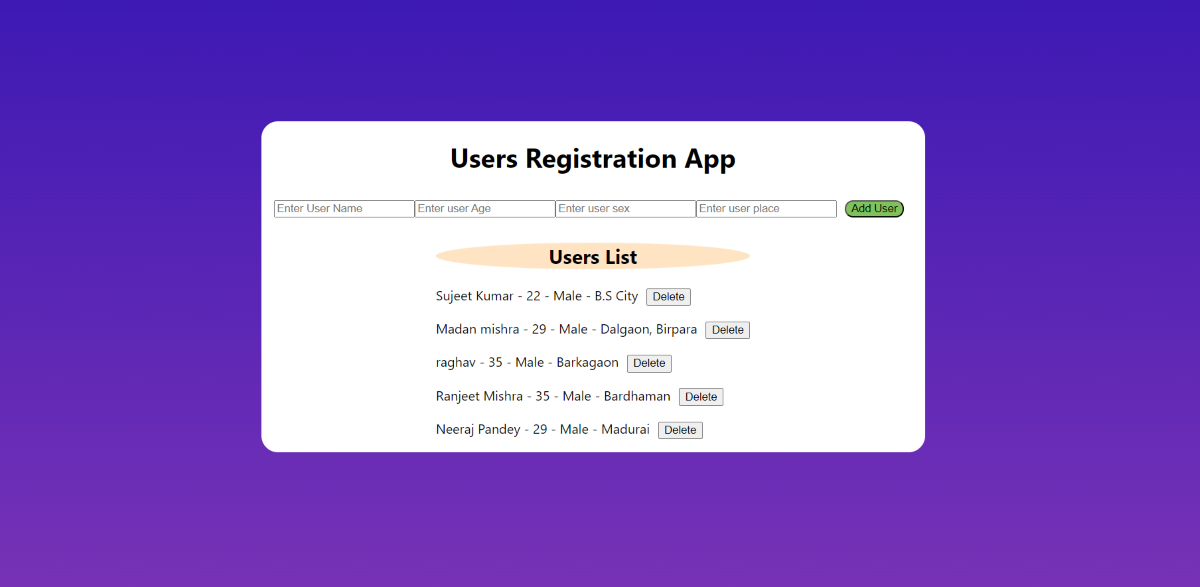 Users Registration App
Enter User Name Enter user Age Enter user sex Enter user place Add User
Users List
Sujeet Kumar - 22 - Male - B.S City Delete
Madan mishra - 29 - Male - Dalgaon, Birpara Delete
raghav - 35 - Male - Barkagaon Delete
Ranjeet Mishra - 35 - Male - Bardhaman Delete
Neeraj Pandey - 29 - Male - Madurai Delete